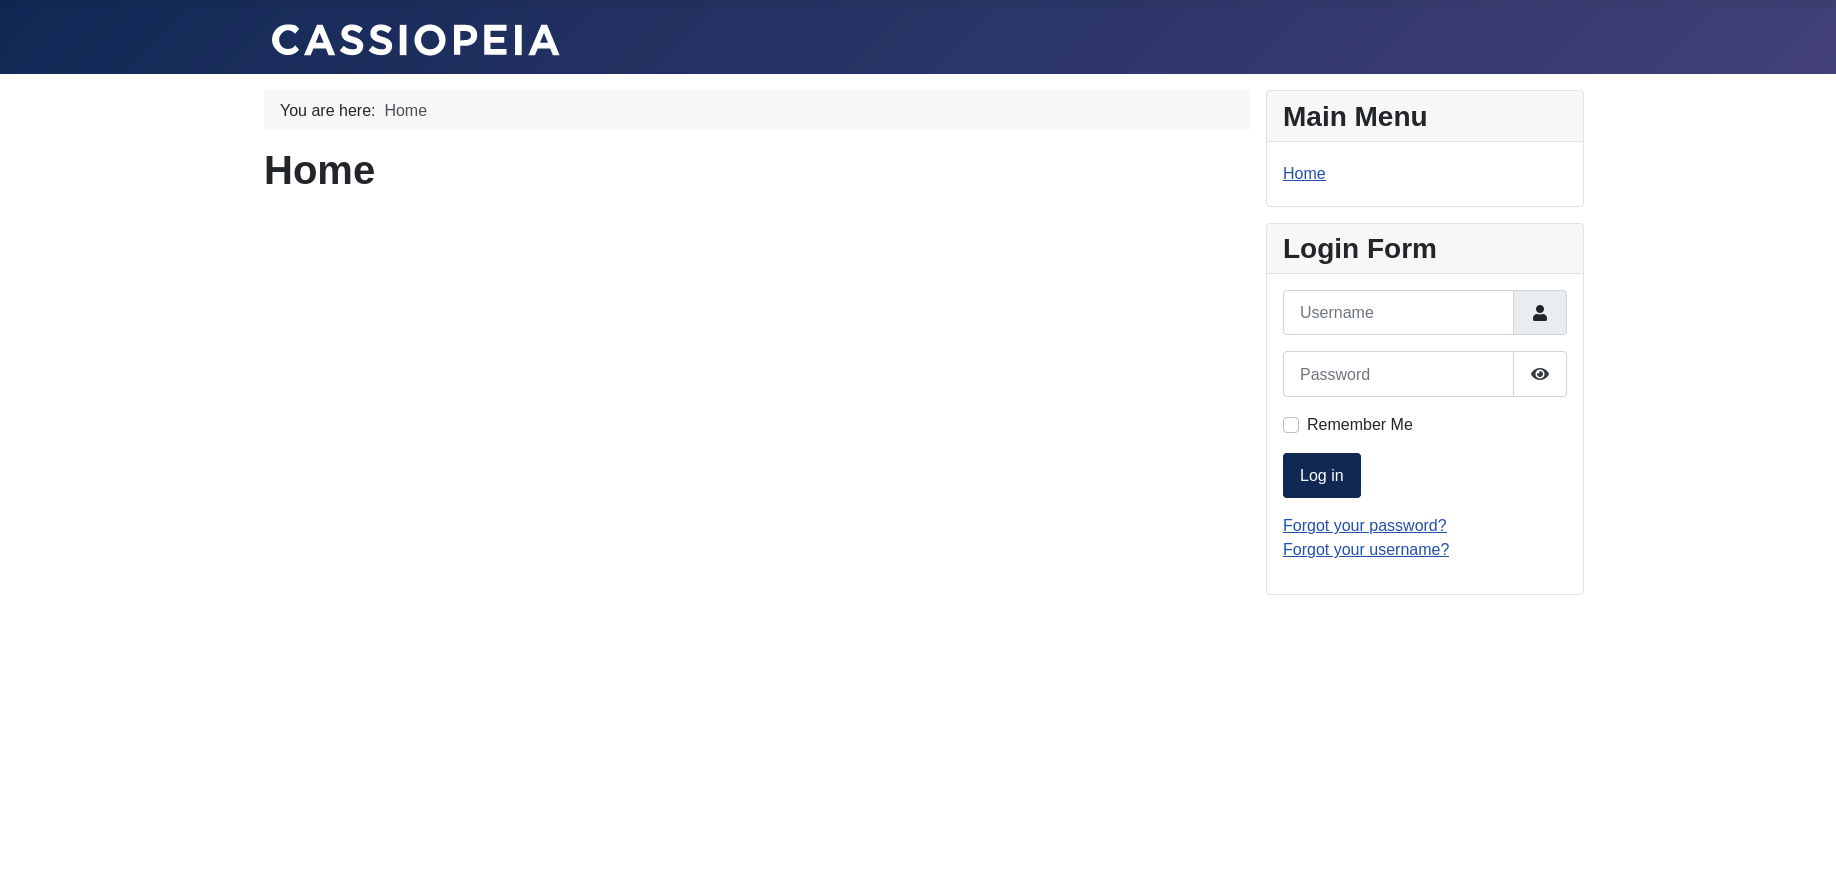 CASSIOPEIA
You are here: Home
Home
Main Menu
Home
Login Form
Username
Password
Remember Me
Log in
Forgot your password?
Forgot your username?